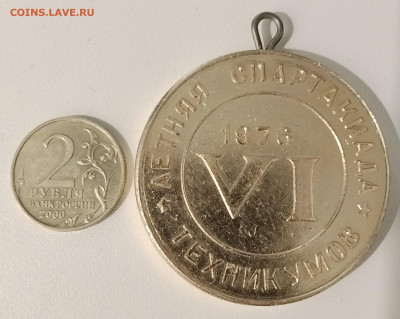 COINS.LAVE.RU
ЛЕТНЯЯ СПАРТАКИАДА
1976
VI
ТЕХНИКУМОВ
2
РУБЛЯ
БАНК РОССИИ
2000